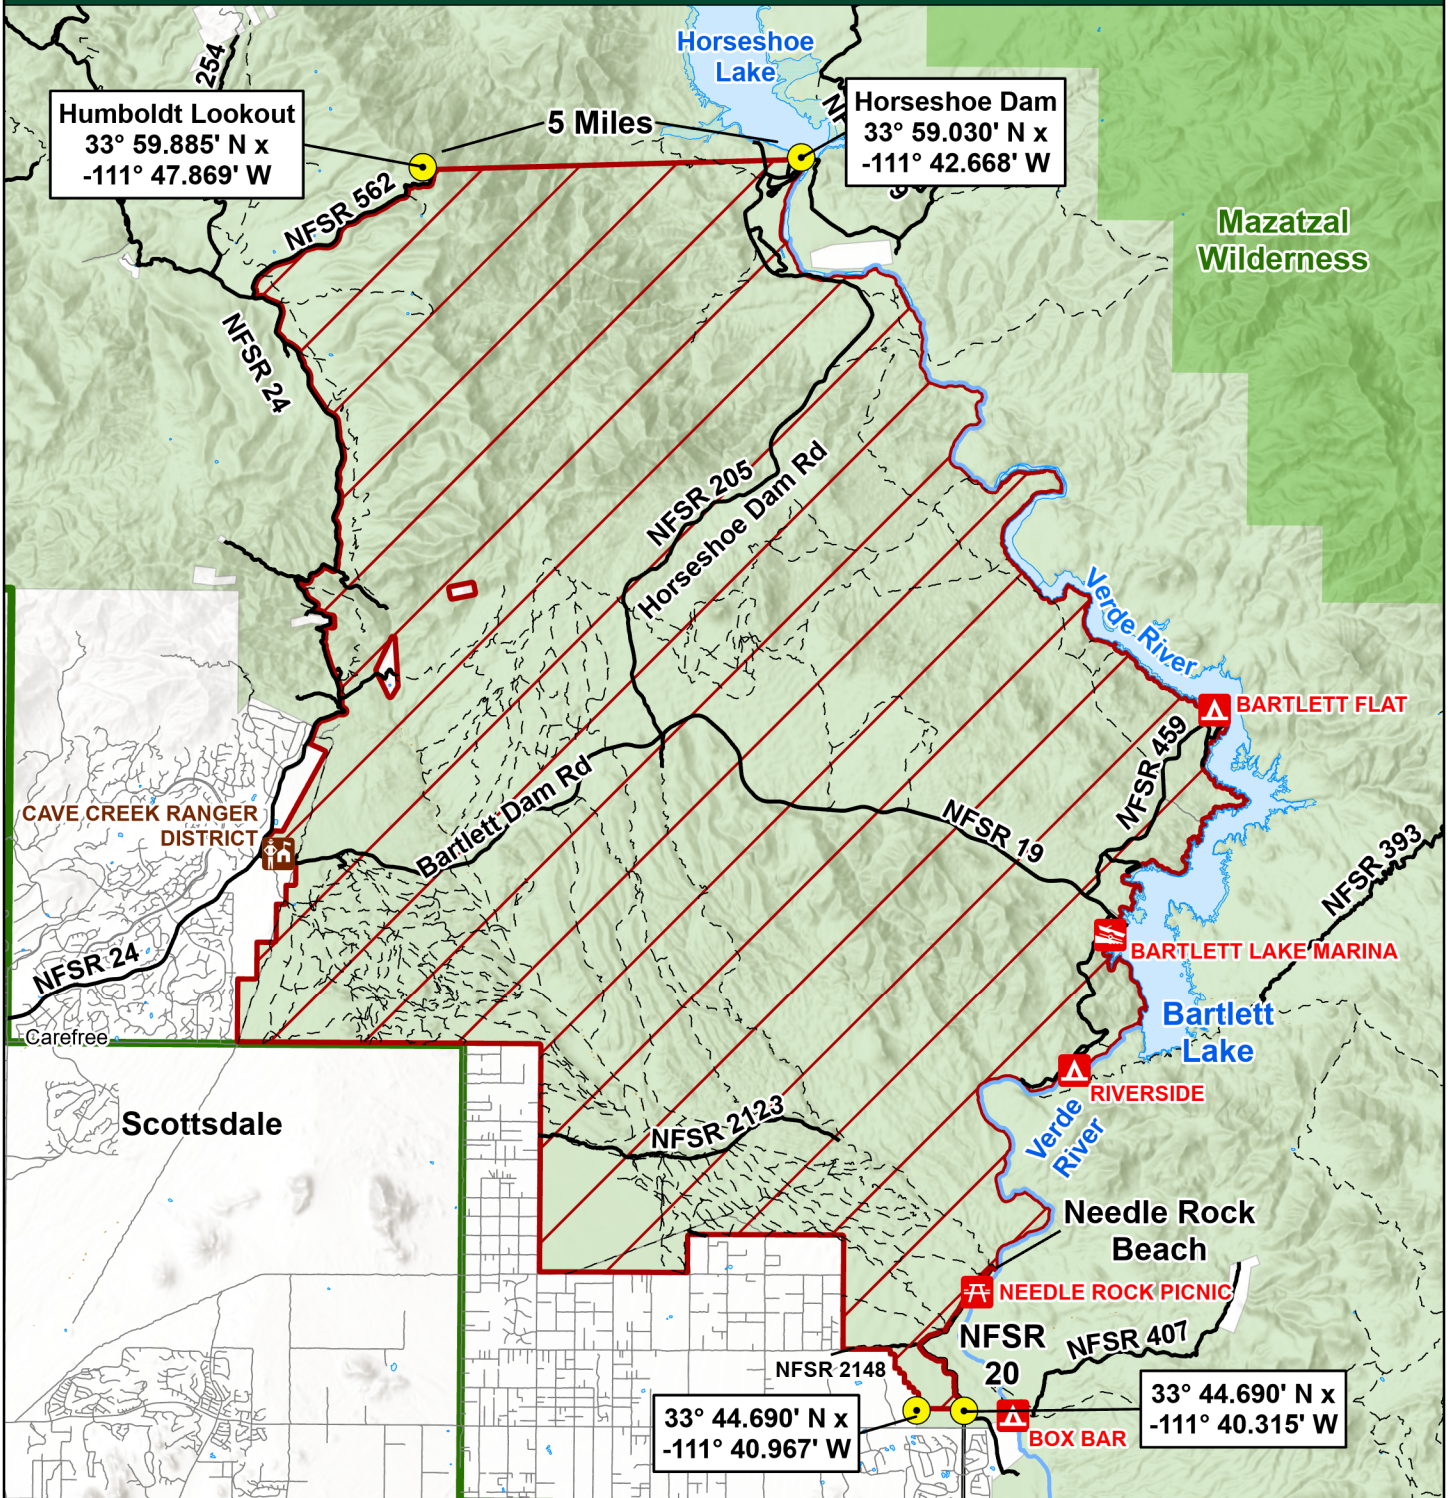 254
Horseshoe
Lake
Humboldt Lookout
33° 59.885' N x
-111° 47.869' W
5 Miles
Horseshoe Dam
33° 59.030' N x
-111° 42.668' W
NFSR 562
Mazatzal
Wilderness
NFSR 24
NFSR 205
Horseshoe Dam Rd
Verde River
BARTLETT FLAT
NFSR 459
Bartlett Dam Rd
CAVE CREEK RANGER
DISTRICT
NFSR 19
NFSR 393
NFSR 24
BARTLETT LAKE MARINA
Bartlett
Lake
Carefree
RIVERSIDE
Scottsdale
NFSR 2123
Verde
River
Needle Rock
Beach
NEEDLE ROCK PICNIC
NFSR
20
NFSR 407
NFSR 2148
33° 44.690' N x
-111° 40.967' W
33° 44.690' N x
-111° 40.315' W
BOX BAR